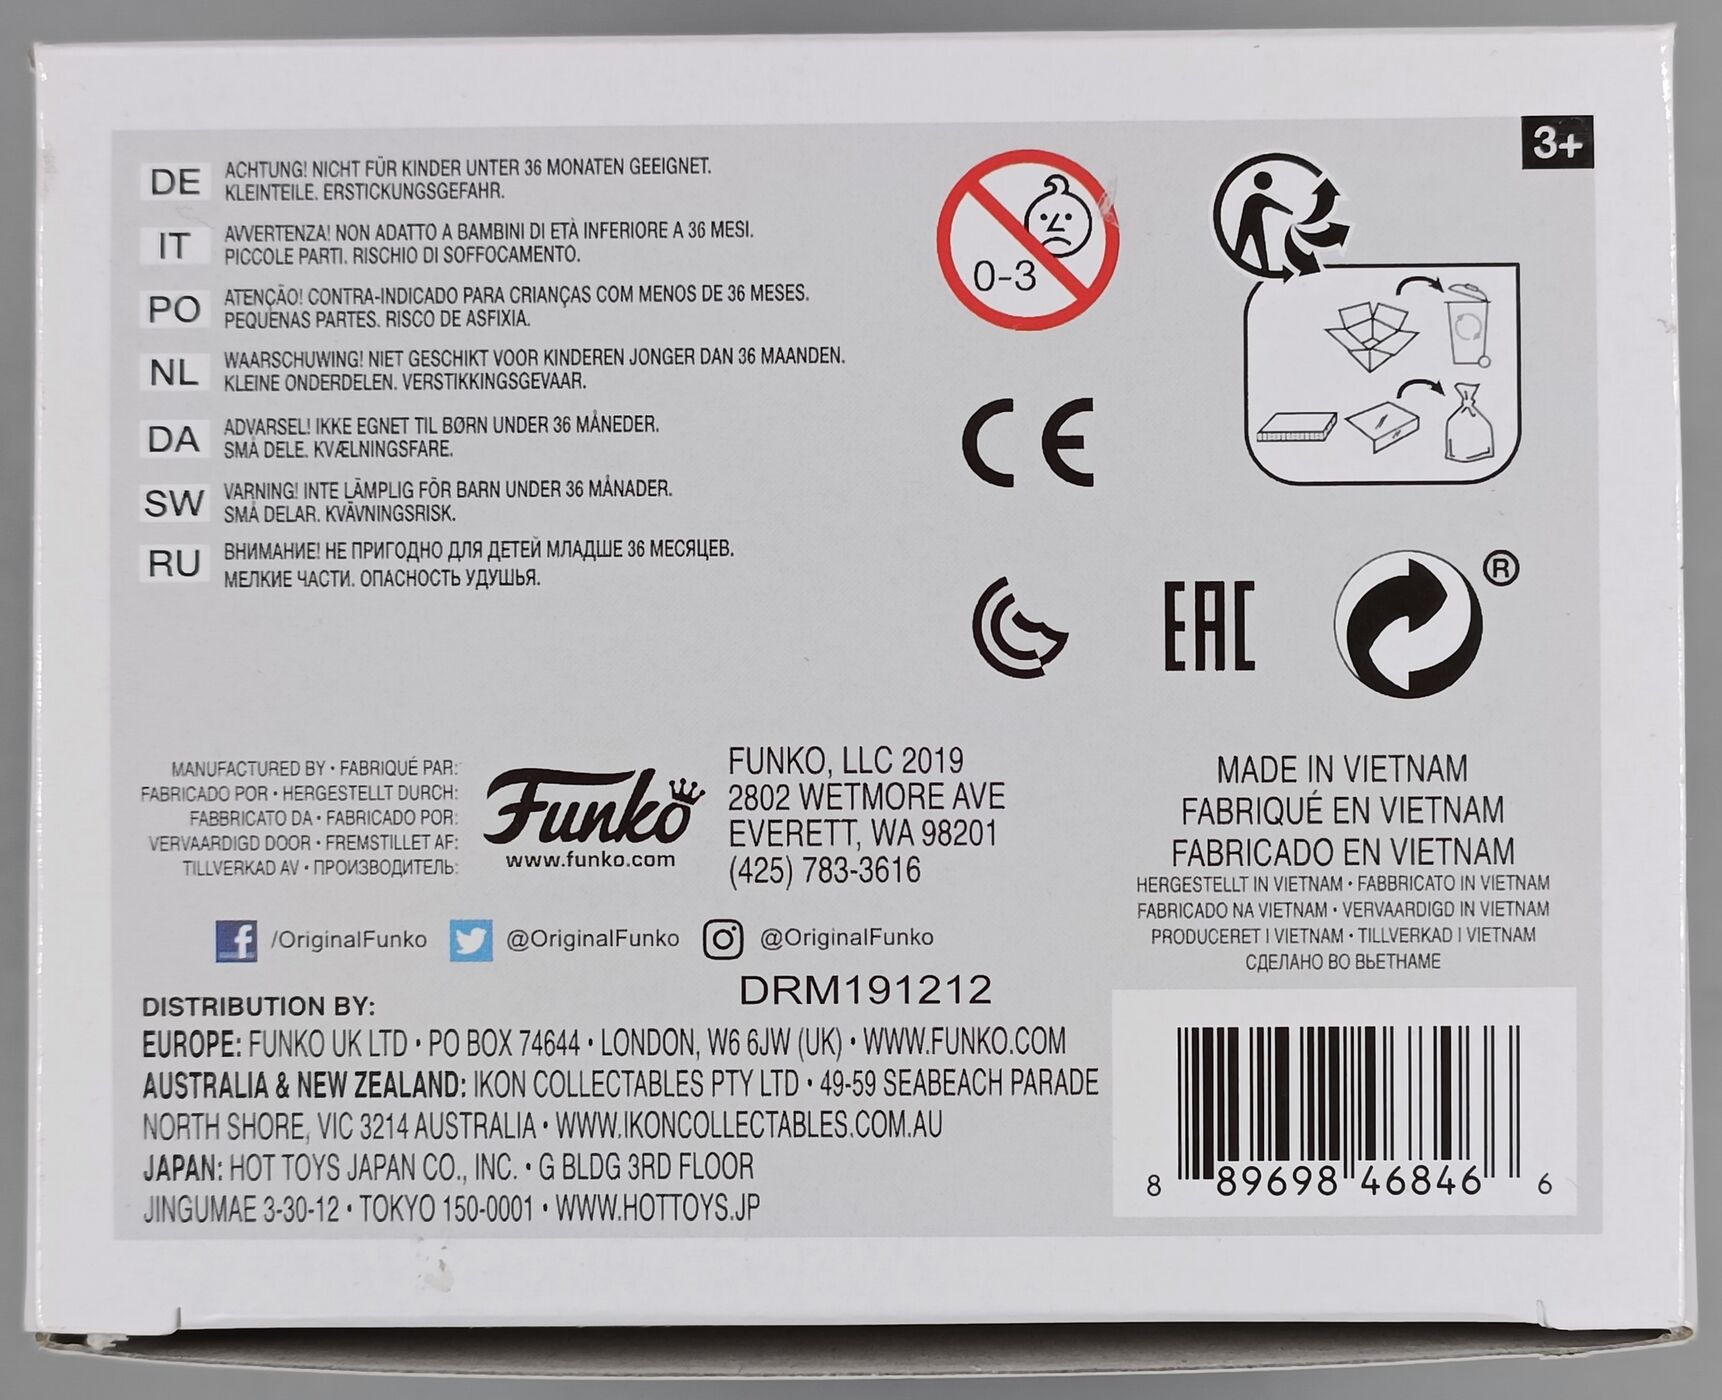 3+
DE
ACHTUNG! NICHT FÜR KINDER UNTER 36 MONATEN GEEIGNET.
KLEINTEILE. ERSTICKUNGSGEFAHR.
IT
AVVERTENZA! NON ADATTO A BAMBINI DI ETÀ INFERIORE A 36 MESI.
PICCOLE PARTI. RISCHIO DI SOFFOCAMENTO.
PO
ATENÇÃO! CONTRA-INDICADO PARA CRIANÇAS COM MENOS DE 36 MESES.
PEQUENAS PARTES. RISCO DE ASFIXIA.
NL
WAARSCHUWING! NIET GESCHIKT VOOR KINDEREN JONGER DAN 36 MAANDEN.
KLEINE ONDERDELEN. VERSTIKKINGSGEVAAR.
DA
ADVARSEL! IKKE EGNET TIL BØRN UNDER 36 MÅNEDER.
SMÅ DELE. KVÆLNINGSFARE.
SW
VARNING! INTE LÄMPLIG FÖR BARN UNDER 36 MÅNADER.
SMÅ DELAR. KVÄVNINGSRISK.
RU
ВНИМАНИЕ! НЕ ПРИГОДНО ДЛЯ ДЕТЕЙ МЛАДШЕ 36 МЕСЯЦЕВ.
МЕЛКИЕ ЧАСТИ. ОПАСНОСТЬ УДУШЬЯ.
0-3
CE
EAC
®
MANUFACTURED BY • FABRIQUÉ PAR:
FABRICADO POR • HERGESTELLT DURCH:
FABBRICATO DA • FABRICADO POR:
VERVAARDIGD DOOR • FREMSTILLET AF:
TILLVERKAD AV • ПРОИЗВОДИТЕЛЬ:
Funko
www.funko.com
FUNKO, LLC 2019
2802 WETMORE AVE
EVERETT, WA 98201
(425) 783-3616
MADE IN VIETNAM
FABRIQUÉ EN VIETNAM
FABRICADO EN VIETNAM
HERGESTELLT IN VIETNAM • FABBRICATO IN VIETNAM
FABRICADO NA VIETNAM • VERVAARDIGD IN VIETNAM
PRODUCERET I VIETNAM • TILLVERKAD I VIETNAM
СДЕЛАНО ВО ВЬЕТНАМЕ
f /OriginalFunko @OriginalFunko @OriginalFunko
DRM191212
DISTRIBUTION BY:
EUROPE: FUNKO UK LTD • PO BOX 74644 • LONDON, W6 6JW (UK) • WWW.FUNKO.COM
AUSTRALIA & NEW ZEALAND: IKON COLLECTABLES PTY LTD • 49-59 SEABEACH PARADE
NORTH SHORE, VIC 3214 AUSTRALIA • WWW.IKONCOLLECTABLES.COM.AU
JAPAN: HOT TOYS JAPAN CO., INC. • G BLDG 3RD FLOOR
JINGUMAE 3-30-12 • TOKYO 150-0001 • WWW.HOTTOYS.JP
8 89698 46846 6